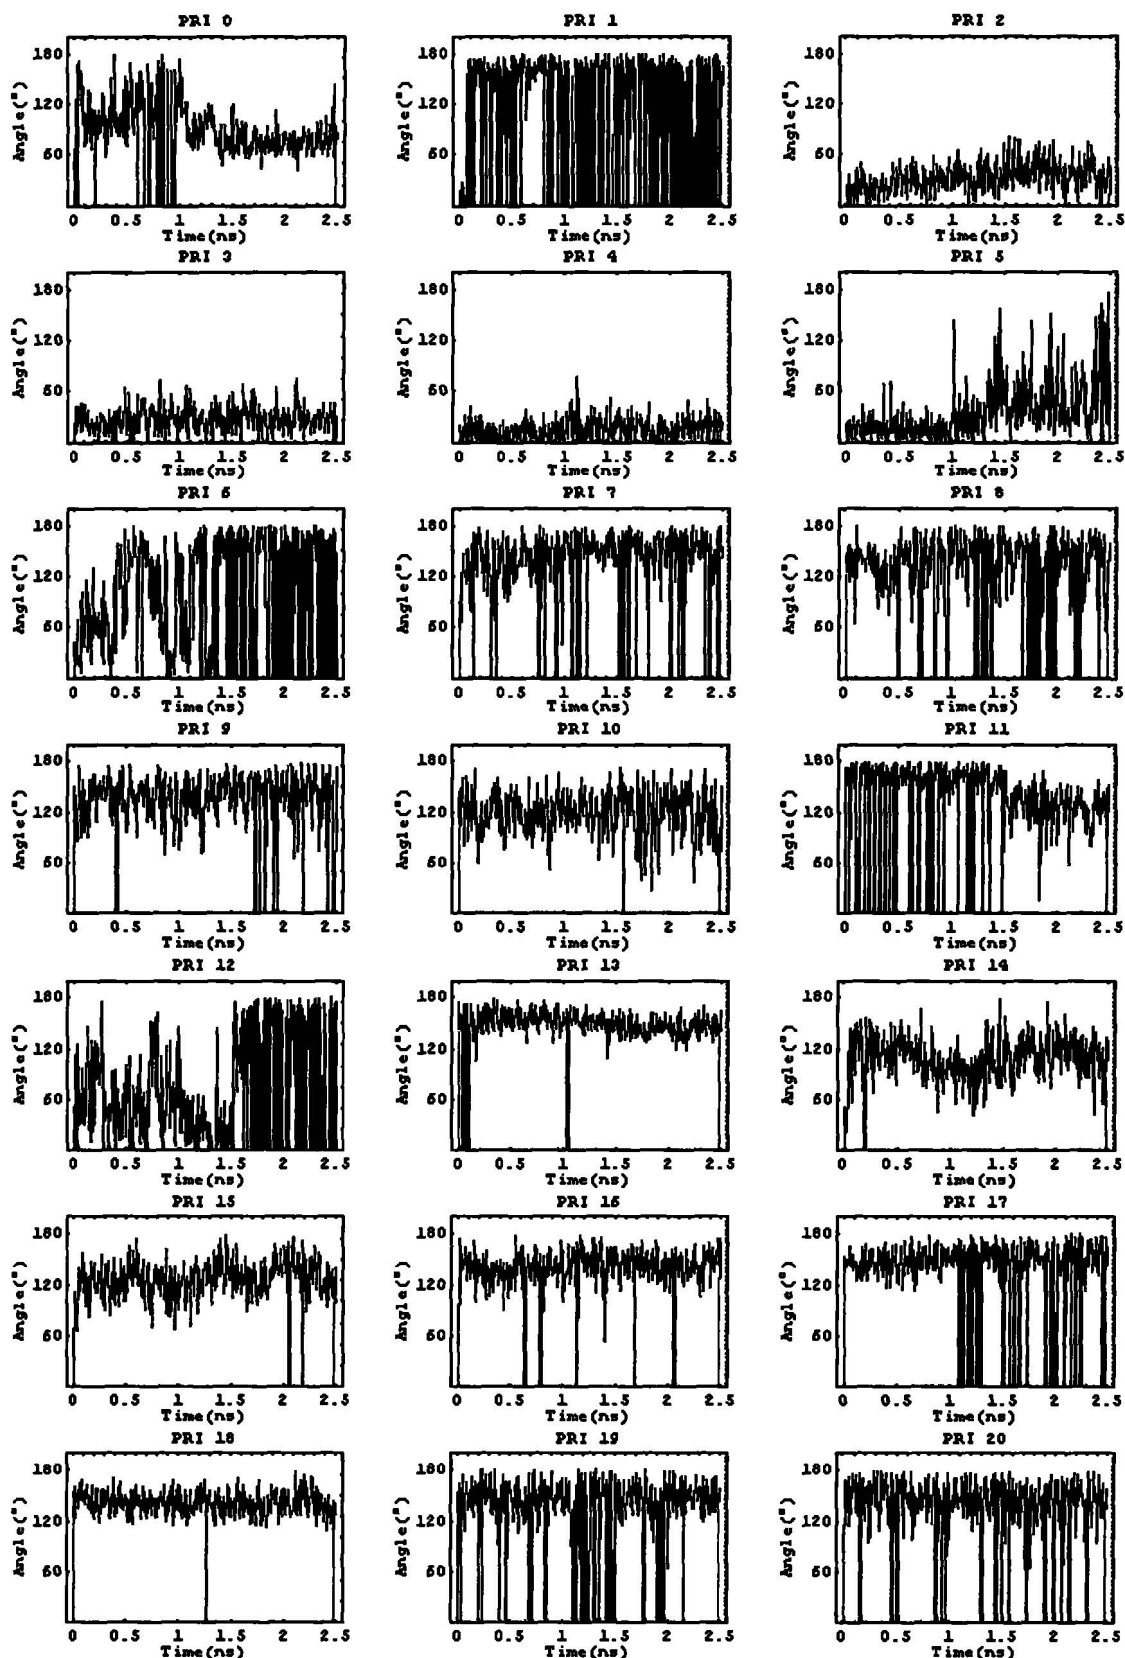 PRI 0 PRI 1 PRI 2
180 180 180
120 120 120
60 60 60
Angle(°) Angle(°) Angle(°)
0 0.5 1 1.5 2 2.5 0 0.5 1 1.5 2 2.5 0 0.5 1 1.5 2 2.5
Time(ns) Time(ns) Time(ns)
PRI 3 PRI 4 PRI 5
180 180 180
120 120 120
60 60 60
Angle(°) Angle(°) Angle(°)
0 0.5 1 1.5 2 2.5 0 0.5 1 1.5 2 2.5 0 0.5 1 1.5 2 2.5
Time(ns) Time(ns) Time(ns)
PRI 6 PRI 7 PRI 8
180 180 180
120 120 120
60 60 60
Angle(°) Angle(°) Angle(°)
0 0.5 1 1.5 2 2.5 0 0.5 1 1.5 2 2.5 0 0.5 1 1.5 2 2.5
Time(ns) Time(ns) Time(ns)
PRI 9 PRI 10 PRI 11
180 180 180
120 120 120
60 60 60
Angle(°) Angle(°) Angle(°)
0 0.5 1 1.5 2 2.5 0 0.5 1 1.5 2 2.5 0 0.5 1 1.5 2 2.5
Time(ns) Time(ns) Time(ns)
PRI 12 PRI 13 PRI 14
180 180 180
120 120 120
60 60 60
Angle(°) Angle(°) Angle(°)
0 0.5 1 1.5 2 2.5 0 0.5 1 1.5 2 2.5 0 0.5 1 1.5 2 2.5
Time(ns) Time(ns) Time(ns)
PRI 15 PRI 16 PRI 17
180 180 180
120 120 120
60 60 60
Angle(°) Angle(°) Angle(°)
0 0.5 1 1.5 2 2.5 0 0.5 1 1.5 2 2.5 0 0.5 1 1.5 2 2.5
Time(ns) Time(ns) Time(ns)
PRI 18 PRI 19 PRI 20
180 180 180
120 120 120
60 60 60
Angle(°) Angle(°) Angle(°)
0 0.5 1 1.5 2 2.5 0 0.5 1 1.5 2 2.5 0 0.5 1 1.5 2 2.5
Time(ns) Time(ns) Time(ns)